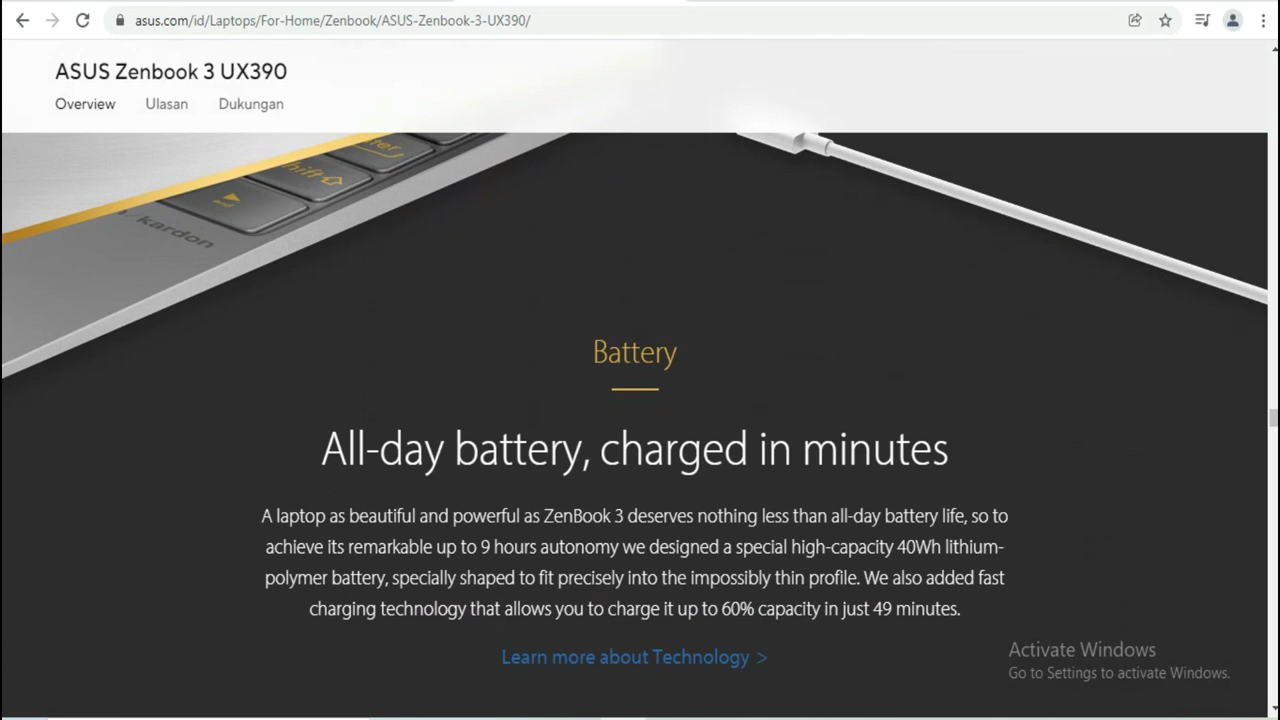 asus.com/id/Laptops/For-Home/Zenbook/ASUS-Zenbook-3-UX390/
ASUS Zenbook 3 UX390
Overview Ulasan Dukungan
kardon
Battery
All-day battery, charged in minutes
A laptop as beautiful and powerful as ZenBook 3 deserves nothing less than all-day battery life, so to
achieve its remarkable up to 9 hours autonomy we designed a special high-capacity 40Wh lithium-
polymer battery, specially shaped to fit precisely into the impossibly thin profile. We also added fast
charging technology that allows you to charge it up to 60% capacity in just 49 minutes.
Learn more about Technology >
Activate Windows
Go to Settings to activate Windows.